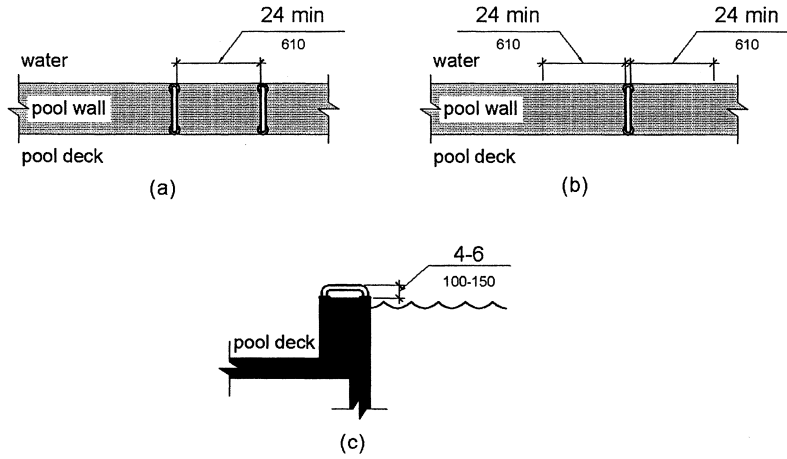 24 min
610
water
pool wall
pool deck
(a)
24 min
610
24 min
610
water
pool wall
pool deck
(b)
4-6
100-150
pool deck
(c)